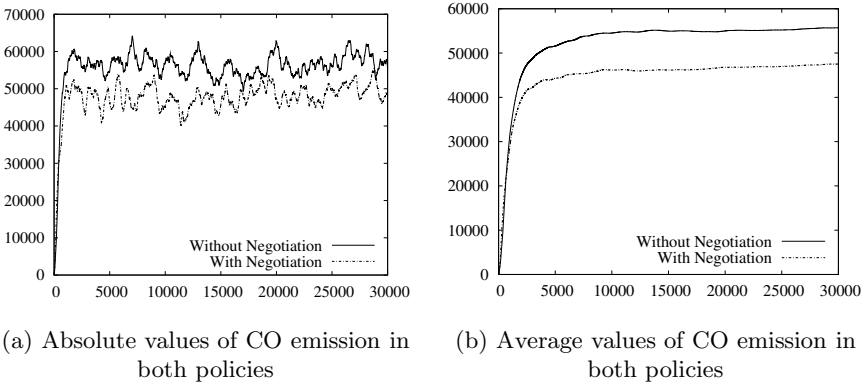 70000
60000
50000
40000
30000
20000
10000
0
0 5000 10000 15000 20000 25000 30000
Without Negotiation
With Negotiation
(a) Absolute values of CO emission in
both policies
60000
50000
40000
30000
20000
10000
0
0 5000 10000 15000 20000 25000 30000
Without Negotiation
With Negotiation
(b) Average values of CO emission in
both policies